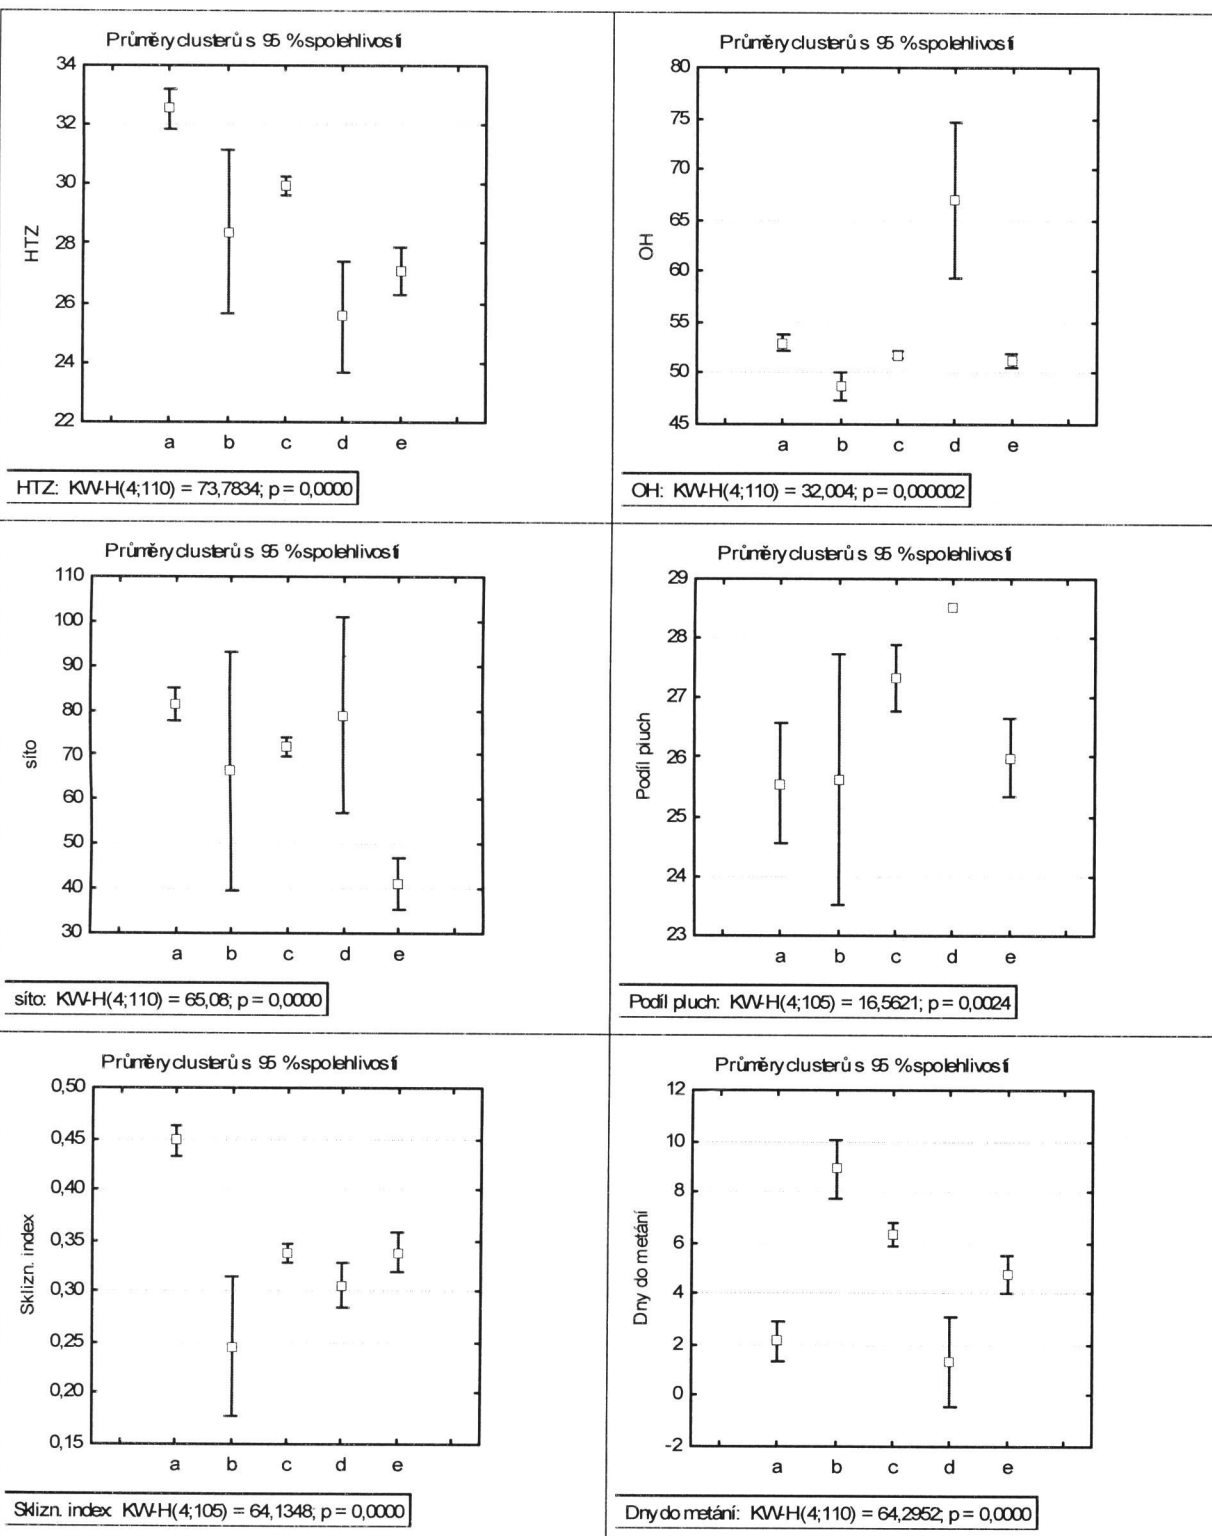 Průměry clusterů s 95 % spolehlivostí
34
32
30
28
26
24
22
HTZ
a b c d e
HTZ: KW-H(4;110) = 73,7834; p = 0,0000
Průměry clusterů s 95 % spolehlivostí
80
75
70
65
60
55
50
45
OH
a b c d e
OH: KW-H(4;110) = 32,004; p = 0,000002
Průměry clusterů s 95 % spolehlivostí
110
100
90
80
70
60
50
40
30
síto
a b c d e
síto: KW-H(4;110) = 65,08; p = 0,0000
Průměry clusterů s 95 % spolehlivostí
29
28
27
26
25
24
23
Podíl pluch
a b c d e
Podíl pluch: KW-H(4;105) = 16,5621; p = 0,0024
Průměry clusterů s 95 % spolehlivostí
0,50
0,45
0,40
0,35
0,30
0,25
0,20
0,15
Sklizn. index
a b c d e
Sklizn. index KW-H(4;105) = 64,1348; p = 0,0000
Průměry clusterů s 95 % spolehlivostí
12
10
8
6
4
2
0
-2
Dny do metání
a b c d e
Dny do metání: KW-H(4;110) = 64,2952; p = 0,0000